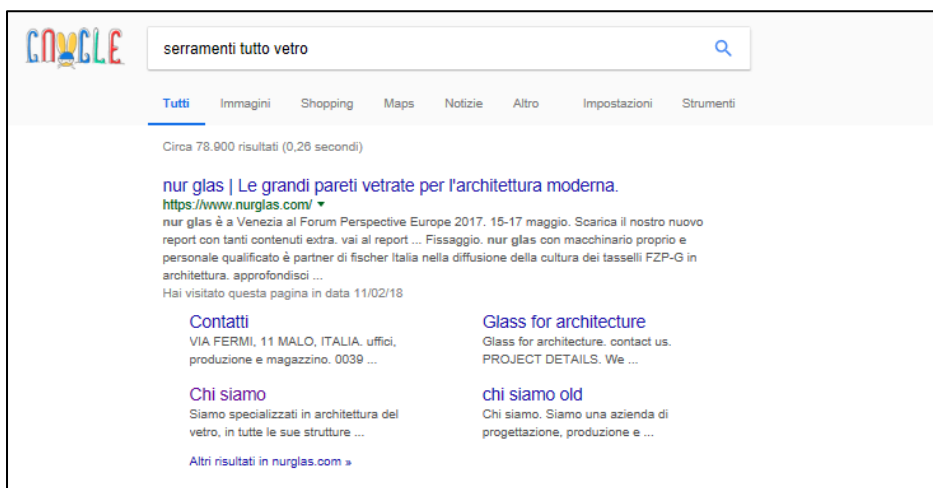 GOOGLE
serramenti tutto vetro
Tutti Immagini Shopping Maps Notizie Altro Impostazioni Strumenti
Circa 78.900 risultati (0,26 secondi)
nur glas | Le grandi pareti vetrate per l'architettura moderna.
https://www.nurglas.com/
nur glas è a Venezia al Forum Perspective Europe 2017. 15-17 maggio. Scarica il nostro nuovo
report con tanti contenuti extra. vai al report ... Fissaggio. nur glas con macchinario proprio e
personale qualificato è partner di fischer Italia nella diffusione della cultura dei tasselli FZP-G in
architettura. approfondisci ...
Hai visitato questa pagina in data 11/02/18
Contatti
VIA FERMI, 11 MALO, ITALIA. uffici,
produzione e magazzino. 0039 ...
Glass for architecture
Glass for architecture. contact us.
PROJECT DETAILS. We ...
Chi siamo
Siamo specializzati in architettura del
vetro, in tutte le sue strutture ...
chi siamo old
Chi siamo. Siamo una azienda di
progettazione, produzione e ...
Altri risultati in nurglas.com »